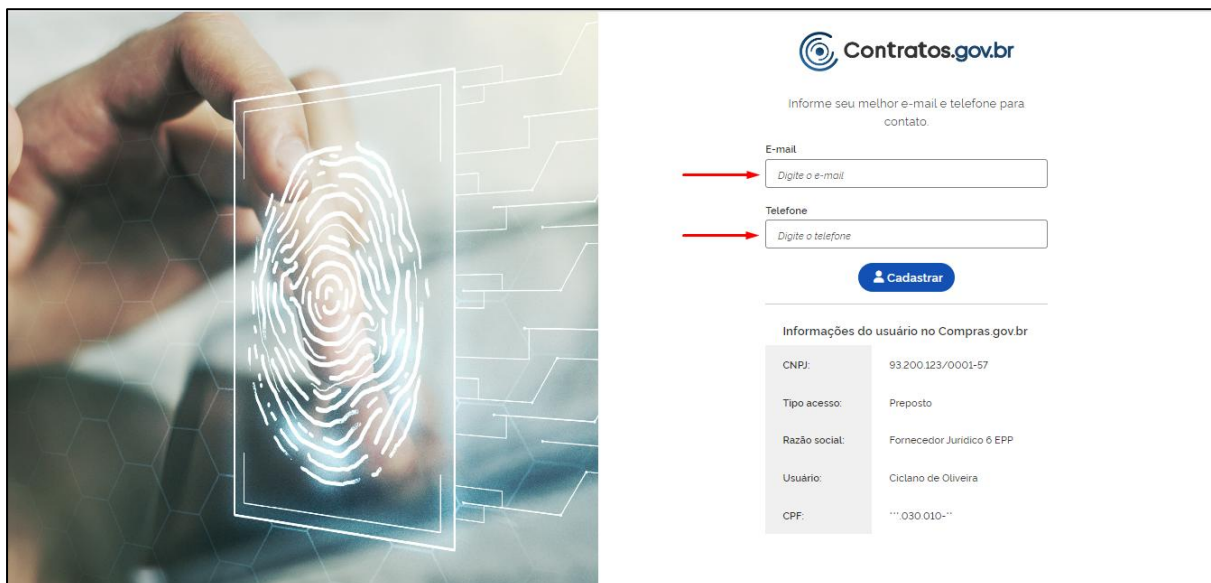 Contratos.gov.br
Informe seu melhor e-mail e telefone para
contato.
E-mail
Digite o e-mail
Telefone
Digite o telefone
Cadastrar
Informações do usuário no Compras.gov.br
CNPJ: 93.200.123/0001-57
Tipo acesso: Preposto
Razão social: Fornecedor Jurídico 6 EPP
Usuário: Ciclano de Oliveira
CPF: ***.030.010-**